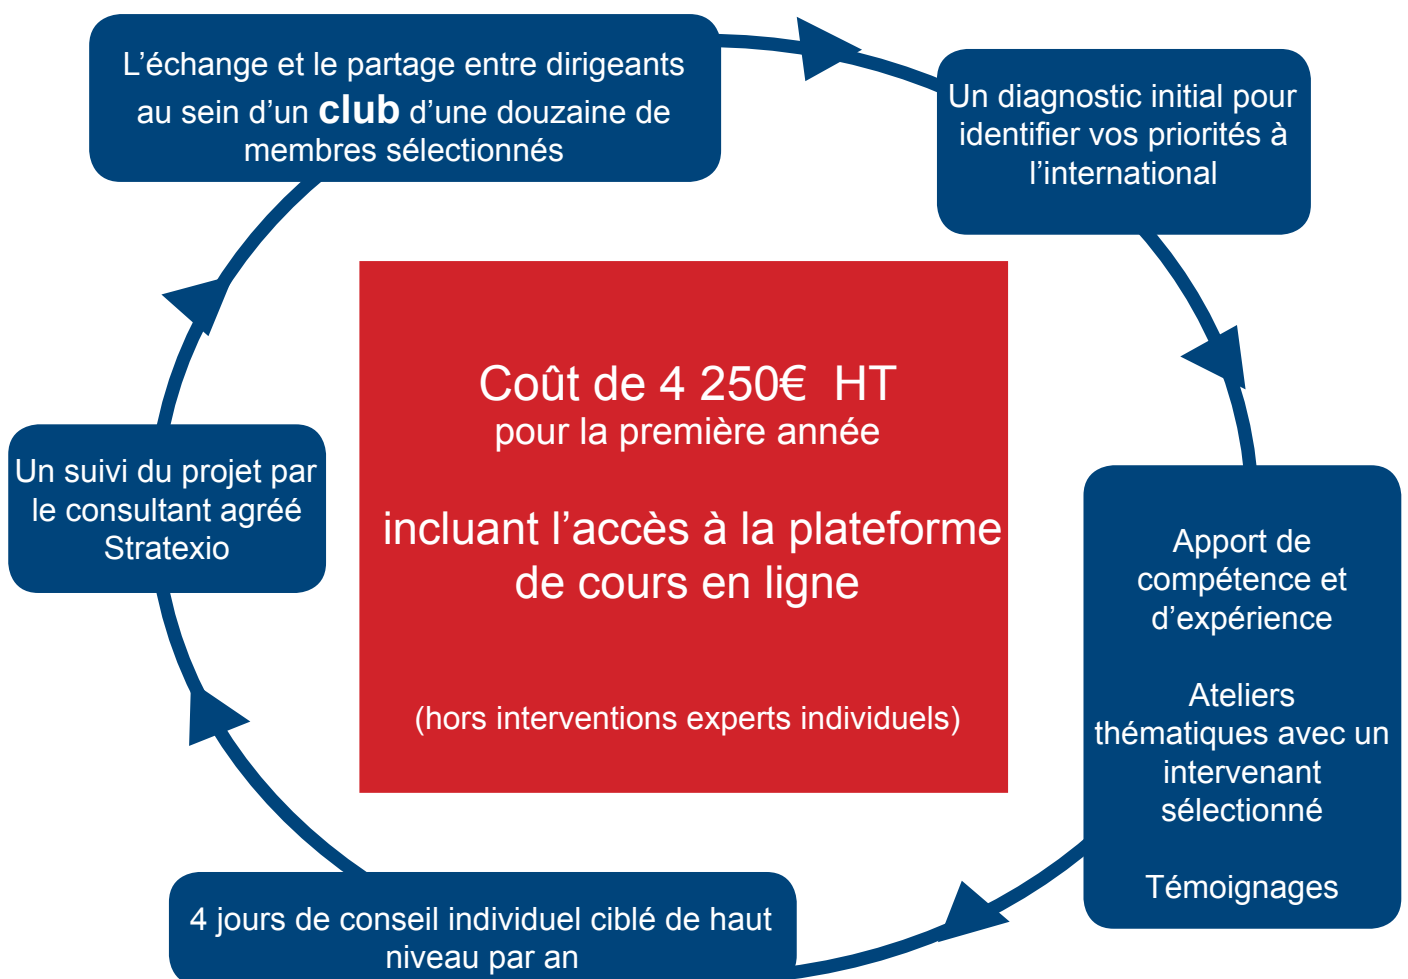 L’échange et le partage entre dirigeants
au sein d’un club d’une douzaine de
membres sélectionnés
Un diagnostic initial pour
identifier vos priorités à
l’international
Apport de
compétence et
d’expérience
Ateliers
thématiques avec un
intervenant
sélectionné
Témoignages
4 jours de conseil individuel ciblé de haut
niveau par an
Un suivi du projet par
le consultant agréé
Stratexio
Coût de 4 250€  HT
pour la première année
incluant l’accès à la plateforme
de cours en ligne
(hors interventions experts individuels)